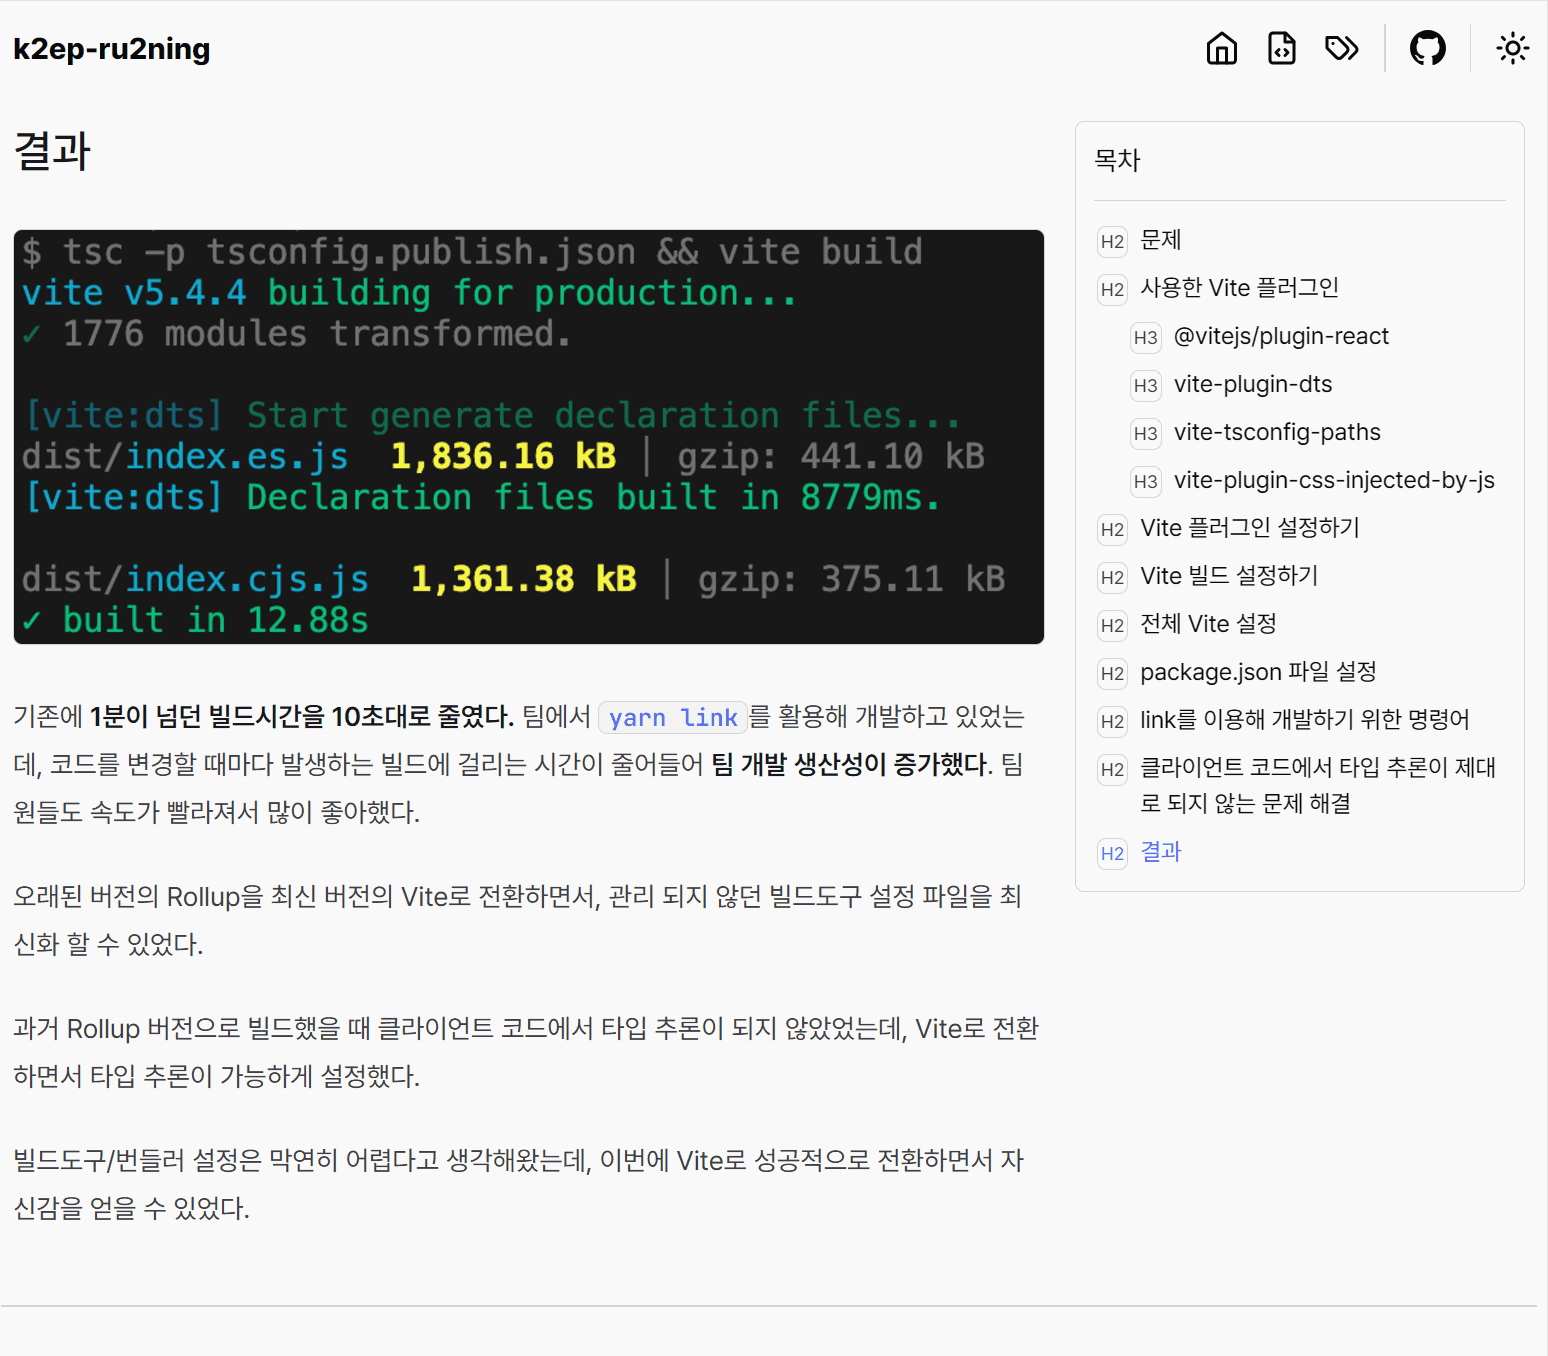 k2ep-ru2ning
결과
$ tsc -p tsconfig.publish.json && vite build
vite v5.4.4 building for production...
✓ 1776 modules transformed.
[vite:dts] Start generate declaration files...
dist/index.es.js  1,836.16 kB │ gzip: 441.10 kB
[vite:dts] Declaration files built in 8779ms.
dist/index.cjs.js  1,361.38 kB │ gzip: 375.11 kB
✓ built in 12.88s
기존에 1분이 넘던 빌드시간을 10초대로 줄였다. 팀에서 yarn link를 활용해 개발하고 있었는
데, 코드를 변경할 때마다 발생하는 빌드에 걸리는 시간이 줄어들어 팀 개발 생산성이 증가했다. 팀
원들도 속도가 빨라져서 많이 좋아했다.
오래된 버전의 Rollup을 최신 버전의 Vite로 전환하면서, 관리 되지 않던 빌드도구 설정 파일을 최
신화 할 수 있었다.
과거 Rollup 버전으로 빌드했을 때 클라이언트 코드에서 타입 추론이 되지 않았었는데, Vite로 전환
하면서 타입 추론이 가능하게 설정했다.
빌드도구/번들러 설정은 막연히 어렵다고 생각해왔는데, 이번에 Vite로 성공적으로 전환하면서 자
신감을 얻을 수 있었다.
목차
H2 문제
H2 사용한 Vite 플러그인
H3 @vitejs/plugin-react
H3 vite-plugin-dts
H3 vite-tsconfig-paths
H3 vite-plugin-css-injected-by-js
H2 Vite 플러그인 설정하기
H2 Vite 빌드 설정하기
H2 전체 Vite 설정
H2 package.json 파일 설정
H2 link를 이용해 개발하기 위한 명령어
H2 클라이언트 코드에서 타입 추론이 제대
로 되지 않는 문제 해결
H2 결과